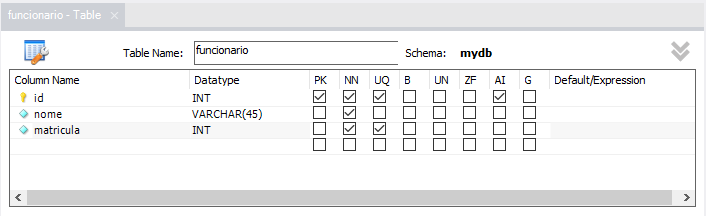 funcionario - Table ×
Table Name: funcionario Schema: mydb
Column Name Datatype PK NN UQ B UN ZF AI G Default/Expression
id INT
nome VARCHAR(45)
matricula INT